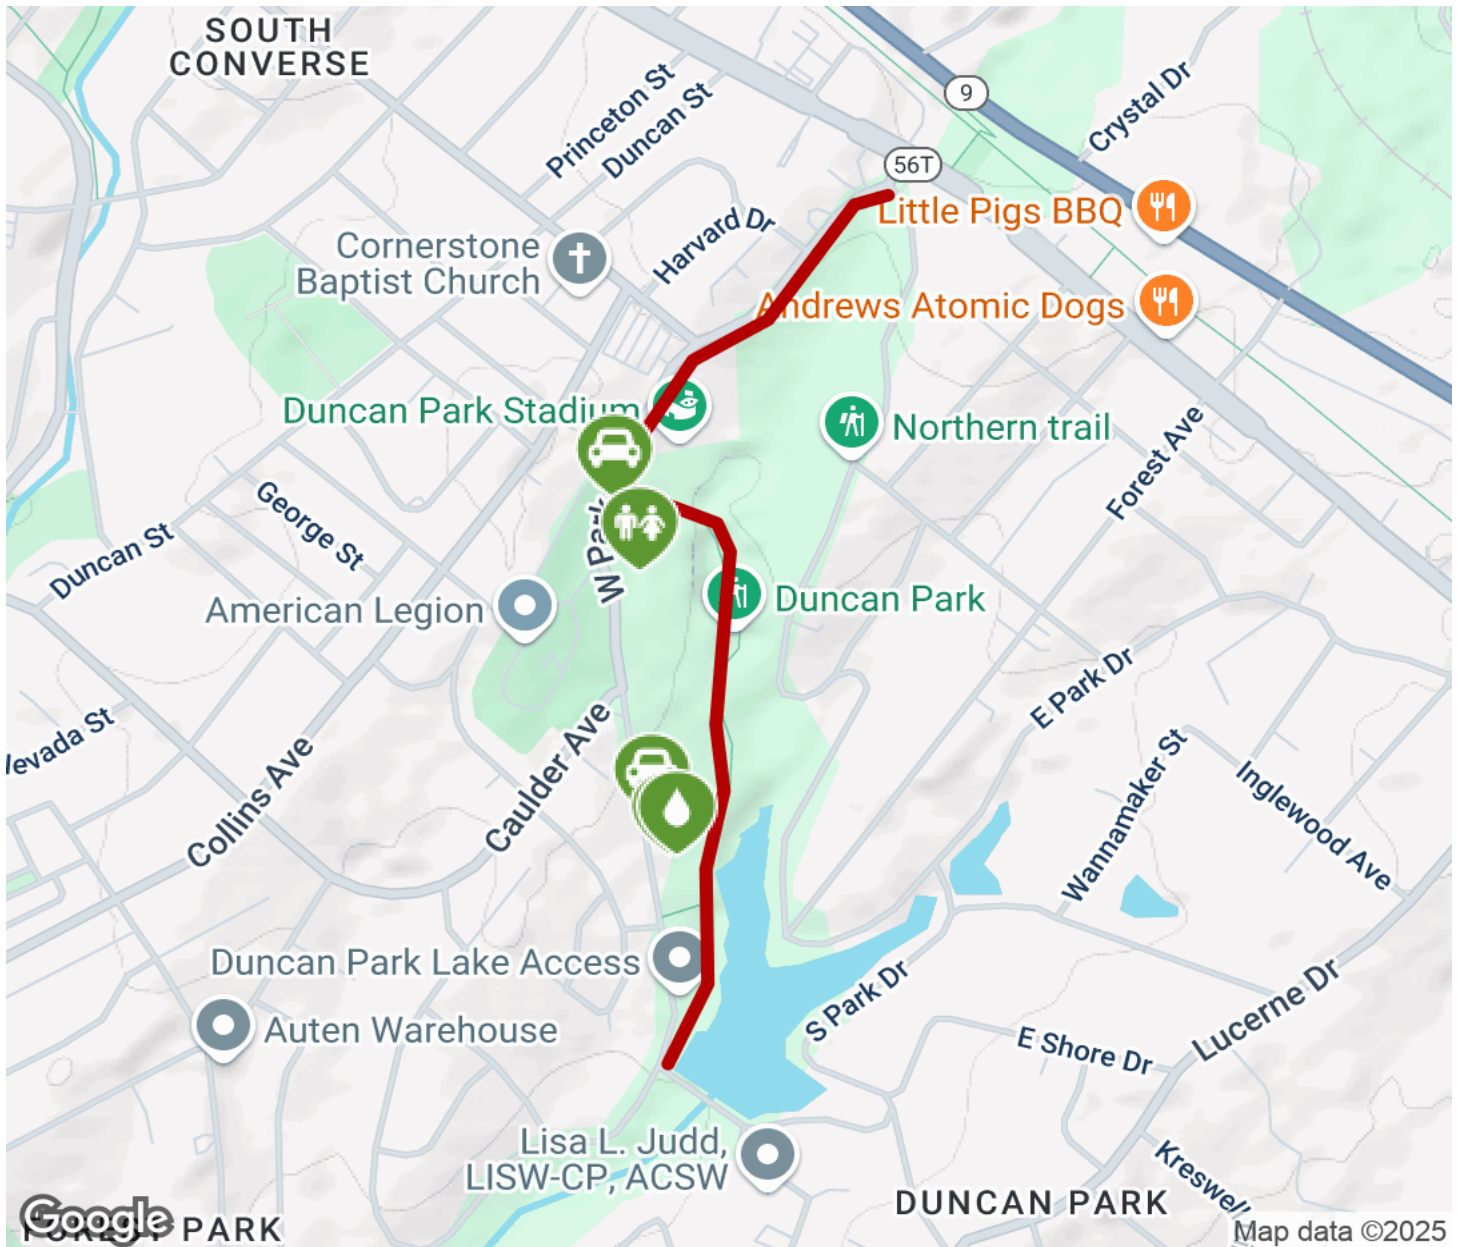 SOUTH
CONVERSE
Princeton St
Duncan St
Crystal Dr
9
56T
Little Pigs BBQ
Harvard Dr
Cornerstone
Baptist Church
Andrews Atomic Dogs
Duncan Park Stadium
Northern trail
Forest Ave
George St
Duncan St
W Park
American Legion
Duncan Park
E Park Dr
Nevada St
Collins Ave
Caulder Ave
Wannamaker St
Inglewood Ave
Duncan Park Lake Access
Auten Warehouse
S Park Dr
E Shore Dr
Lucerne Dr
Lisa L. Judd,
LISW-CP, ACSW
Kreswell
DUNCAN PARK
FOREST PARK
Google
Map data ©2025